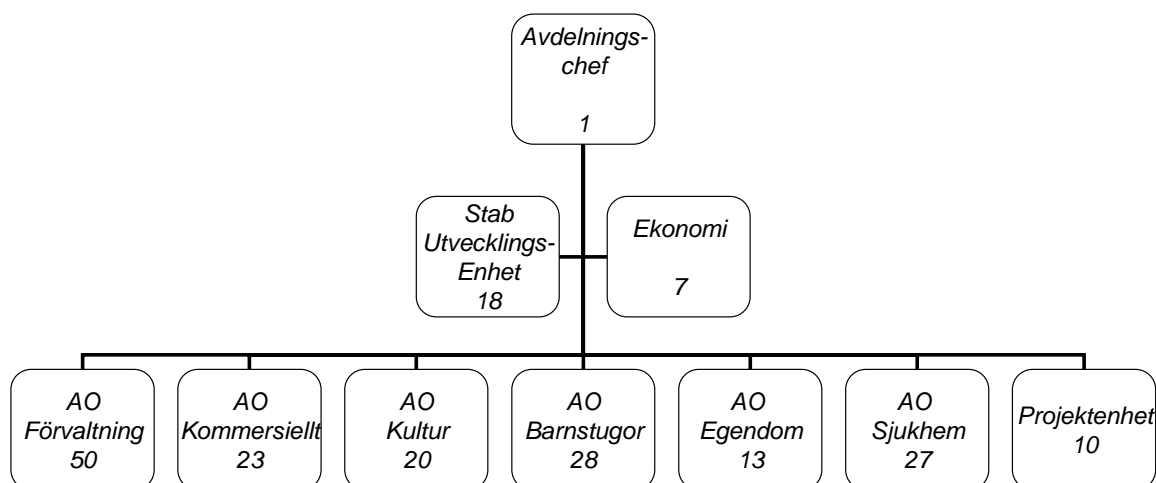 Avdelnings-
chef
1
Stab
Utvecklings-
Enhet
18
Ekonomi
7
AO
Förvaltning
50
AO
Kommersiellt
23
AO
Kultur
20
AO
Barnstugor
28
AO
Egendom
13
AO
Sjukhem
27
Projektenhet
10